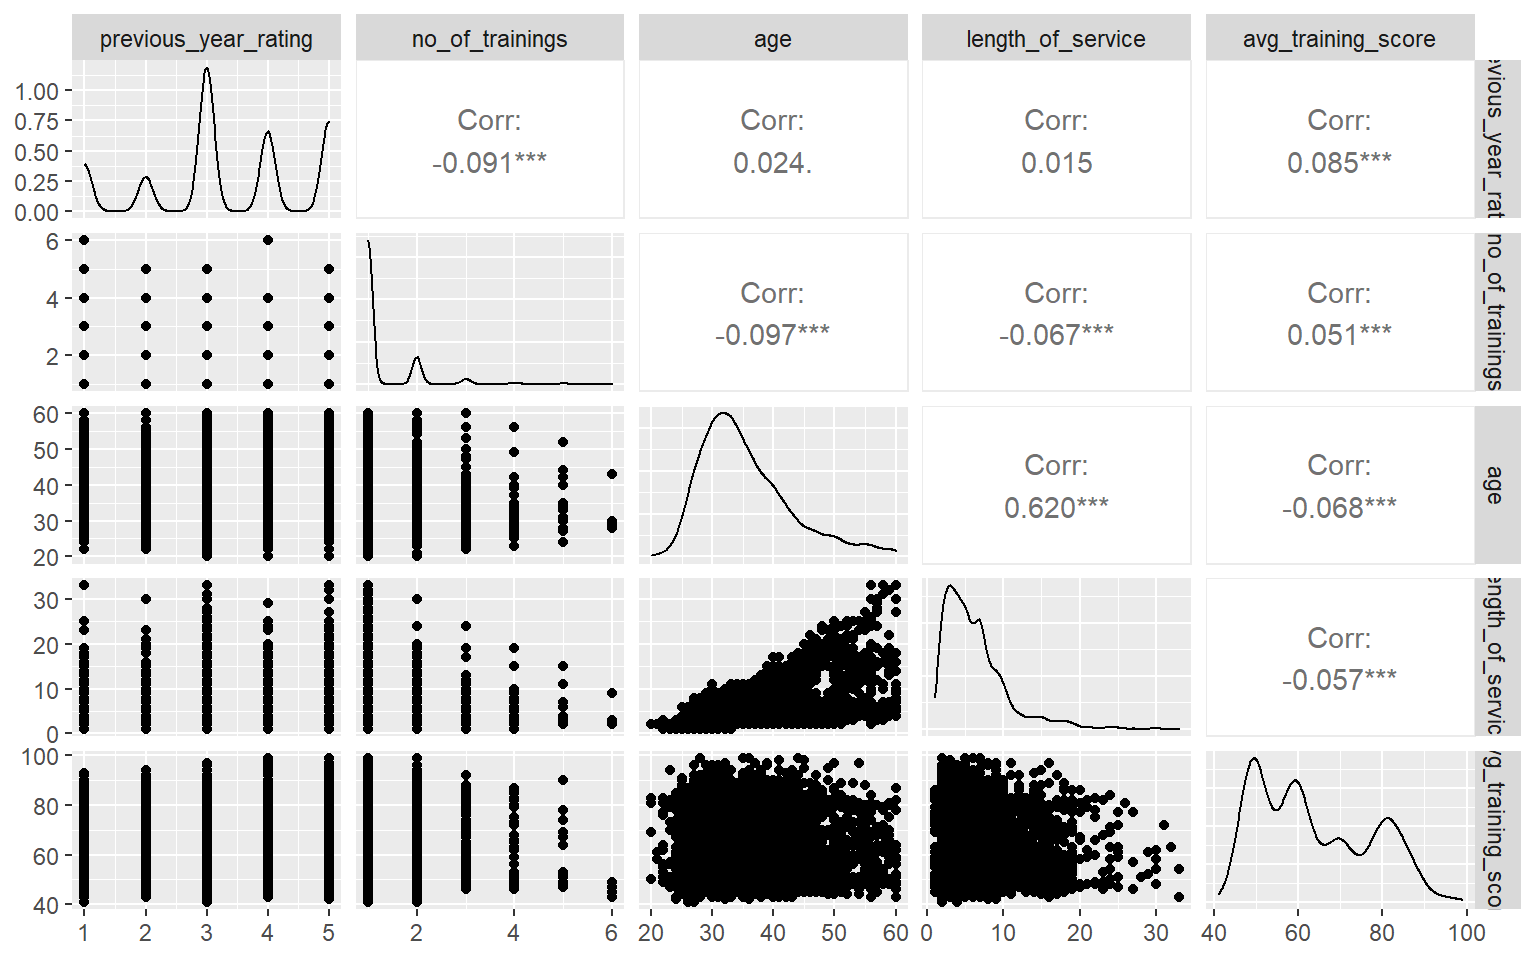 previous_year_rating no_of_trainings age length_of_service avg_training_score
1.00
0.75
0.50
0.25
0.00
Corr:
-0.091***
Corr:
0.024.
Corr:
0.015
Corr:
0.085***
evious_year_rat
6
4
2
Corr:
-0.097***
Corr:
-0.067***
Corr:
0.051***
no_of_trainings
60
50
40
30
20
Corr:
0.620***
Corr:
-0.068***
age
30
20
10
0
Corr:
-0.057***
ength_of_servic
100
80
60
40
vg_training_sco
1 2 3 4 5
2 4 6
20 30 40 50 60
0 10 20 30
40 60 80 100